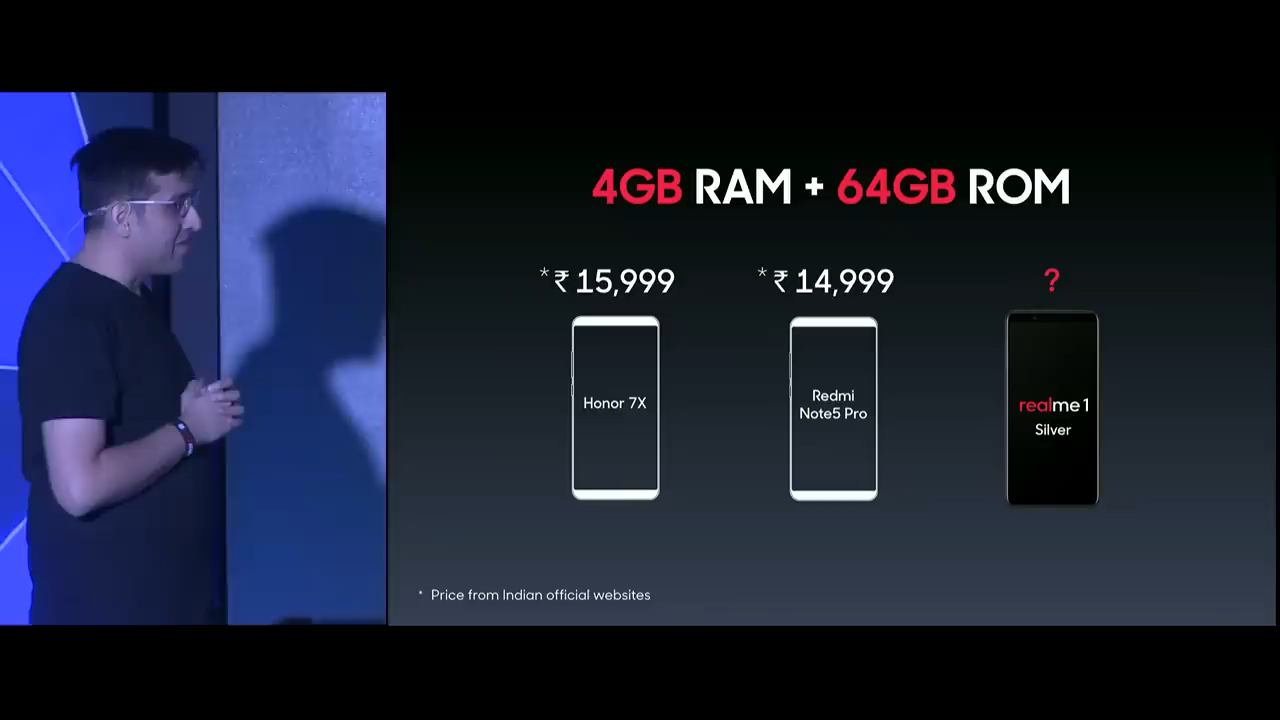 4GB RAM + 64GB ROM
*₹ 15,999
*₹ 14,999
?
Honor 7X
Redmi
Note5 Pro
realme 1
Silver
* Price from Indian official websites